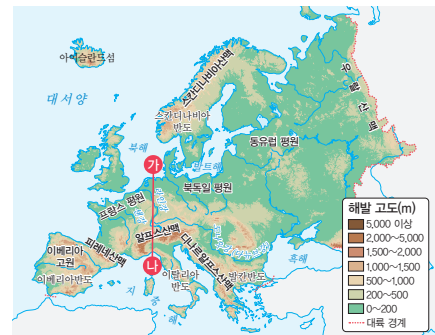 아이슬란드섬
대서양
스칸디나비아산맥
스칸디나비아
반도
우랄산맥
북해
가
발트해
동유럽 평원
북독일 평원
프랑스 평원
알프스산맥
피레네산맥
디나르알프스산맥
나
이베리아
고원
이베리아반도
이탈리아
반도
발칸반도
흑해
지중해
해발 고도(m)
5,000 이상
2,000~5,000
1,500~2,000
1,000~1,500
500~1,000
200~500
0~200
대륙 경계